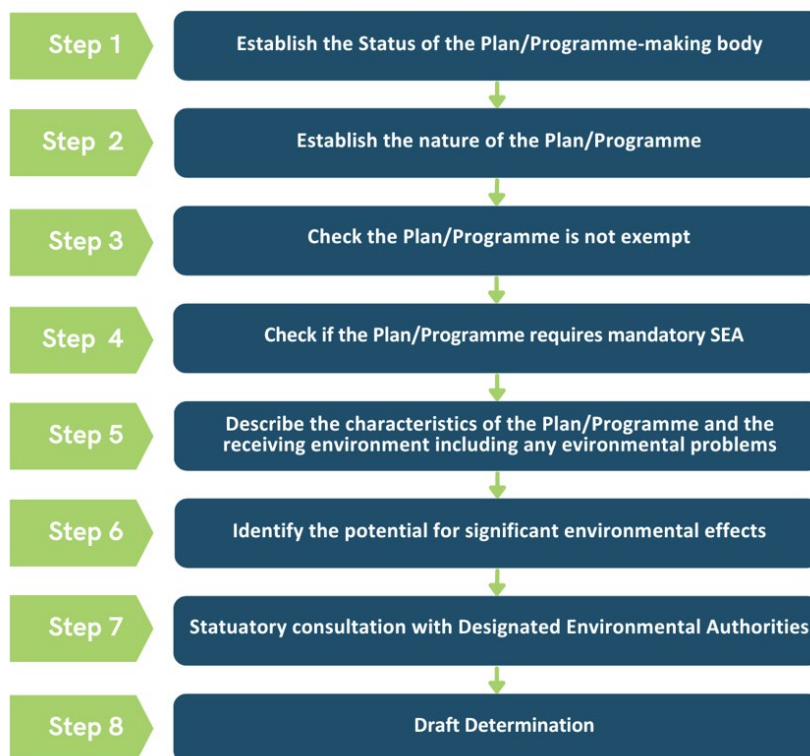 Step 1
Establish the Status of the Plan/Programme-making body
Step 2
Establish the nature of the Plan/Programme
Step 3
Check the Plan/Programme is not exempt
Step 4
Check if the Plan/Programme requires mandatory SEA
Step 5
Describe the characteristics of the Plan/Programme and the
receiving environment including any evironmental problems
Step 6
Identify the potential for significant environmental effects
Step 7
Statuatory consultation with Designated Environmental Authorities
Step 8
Draft Determination